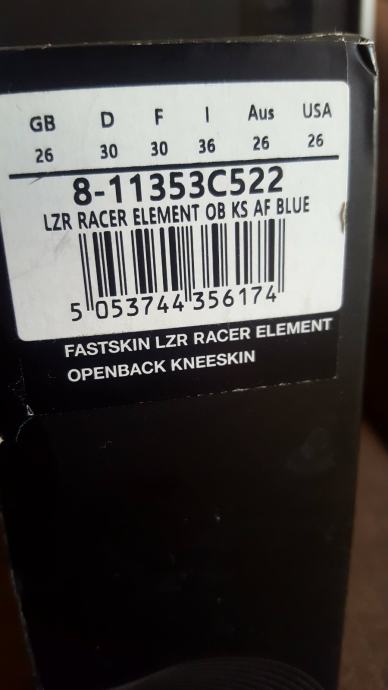 GB D F I Aus USA
26 30 30 36 26 26
8-11353C522
LZR RACER ELEMENT OB KS AF BLUE
5 053744 356174
FASTSKIN LZR RACER ELEMENT
OPENBACK KNEESKIN